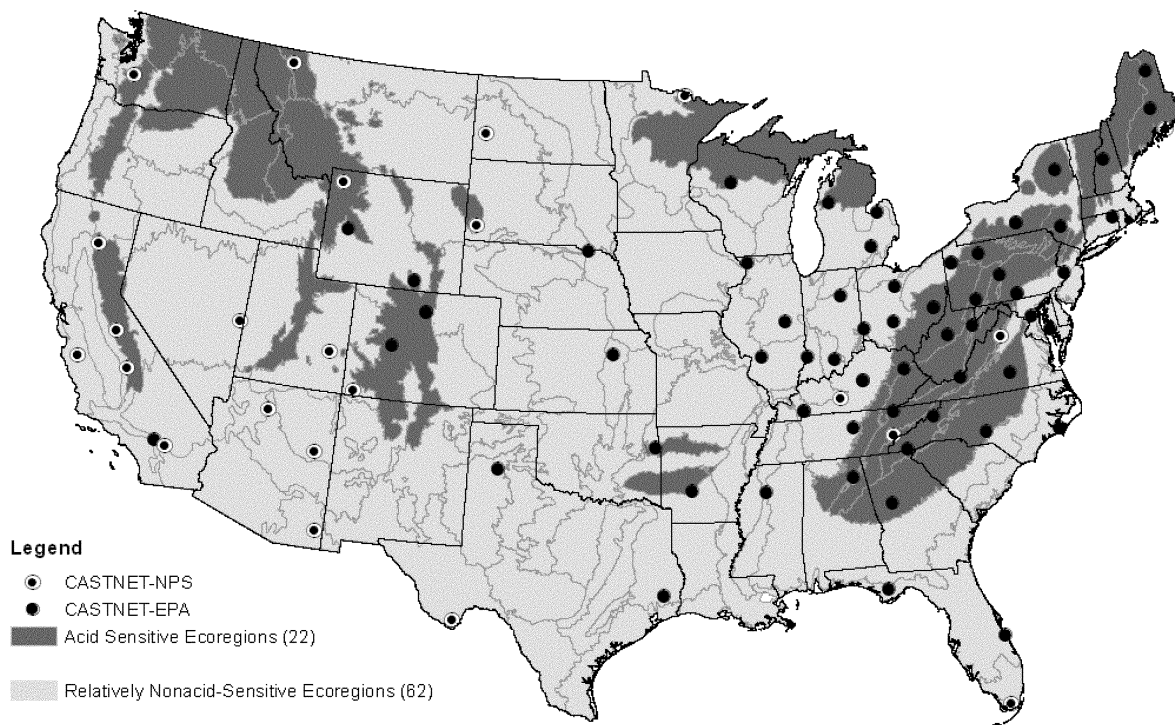 Legend
CASTNET-NPS
CASTNET-EPA
Acid Sensitive Ecoregions (22)
Relatively Nonacid-Sensitive Ecoregions (62)